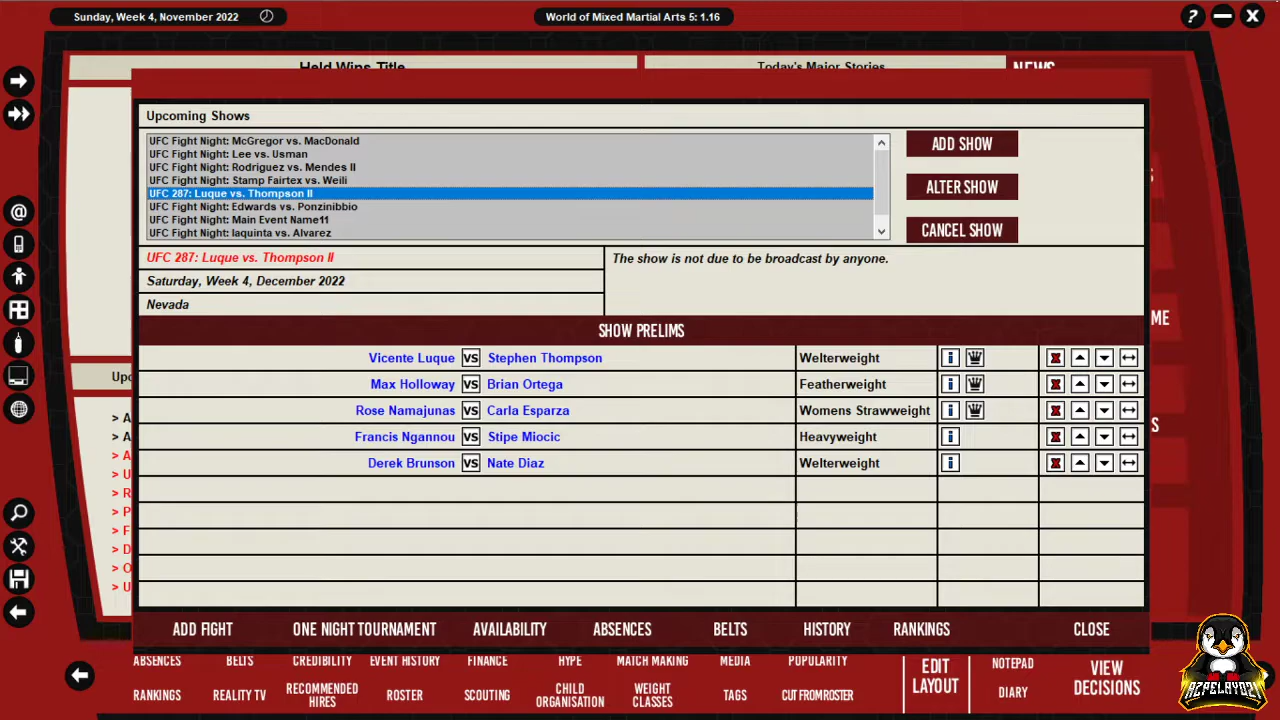 Sunday, Week 4, November 2022
World of Mixed Martial Arts 5: 1.16
Held Wins Title
Today's Major Stories
NEWS
Upcoming Shows
UFC Fight Night: McGregor vs. MacDonald
UFC Fight Night: Lee vs. Usman
UFC Fight Night: Rodriguez vs. Mendes II
UFC Fight Night: Stamp Fairtex vs. Weili
UFC 287: Luque vs. Thompson II
UFC Fight Night: Edwards vs. Ponzinibbio
UFC Fight Night: Main Event Name11
UFC Fight Night: Iaquinta vs. Alvarez
ADD SHOW
ALTER SHOW
CANCEL SHOW
UFC 287: Luque vs. Thompson II
The show is not due to be broadcast by anyone.
Saturday, Week 4, December 2022
Nevada
SHOW PRELIMS
Vicente Luque VS Stephen Thompson Welterweight i
Max Holloway VS Brian Ortega Featherweight i
Rose Namajunas VS Carla Esparza Womens Strawweight i
Francis Ngannou VS Stipe Miocic Heavyweight i
Derek Brunson VS Nate Diaz Welterweight i
Upc
> A
> A
> A
> U
> R
> P
> F
> D
> O
> U
S
ME
S
ADD FIGHT ONE NIGHT TOURNAMENT AVAILABILITY ABSENCES BELTS HISTORY RANKINGS CLOSE
ABSENCES BELTS CREDIBILITY EVENT HISTORY FINANCE HYPE MATCH MAKING MEDIA POPULARITY
RANKINGS REALITY TV RECOMMENDED HIRES ROSTER SCOUTING CHILD ORGANISATION WEIGHT CLASSES TAGS CUT FROM ROSTER
EDIT LAYOUT
NOTEPAD
DIARY
VIEW DECISIONS
ACPELAYO21